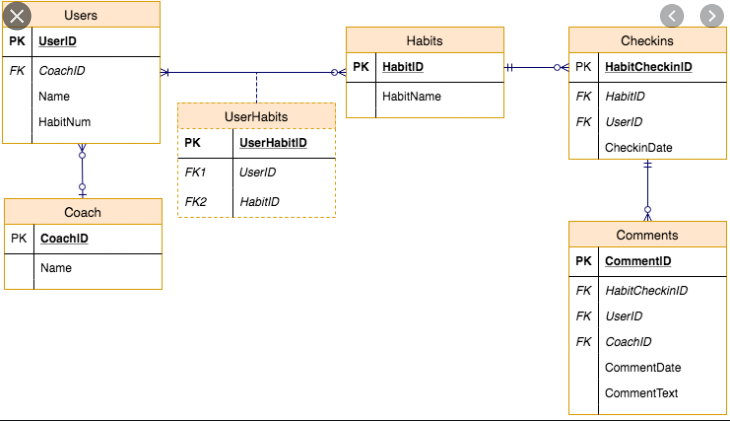 Users
PK UserID
FK CoachID
Name
HabitNum
Habits
PK HabitID
HabitName
Checkins
PK HabitCheckinID
FK HabitID
FK UserID
CheckinDate
UserHabits
PK UserHabitID
FK1 UserID
FK2 HabitID
Coach
PK CoachID
Name
Comments
PK CommentID
FK HabitCheckinID
FK UserID
FK CoachID
CommentDate
CommentText